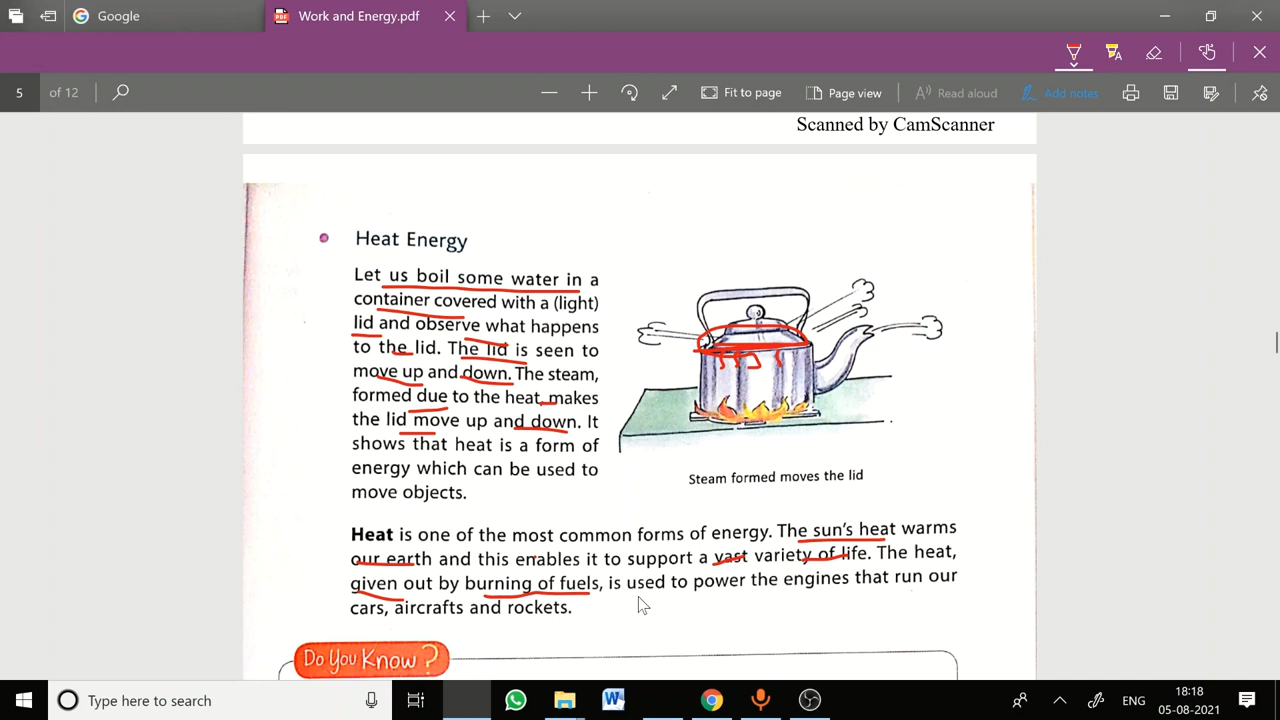 Google
Work and Energy.pdf
5 of 12
Fit to page
Page view
Read aloud
Add notes
Scanned by CamScanner
Heat Energy
Let us boil some water in a
container covered with a (light)
lid and observe what happens
to the lid. The lid is seen to
move up and down. The steam,
formed due to the heat, makes
the lid move up and down. It
shows that heat is a form of
energy which can be used to
move objects.
Steam formed moves the lid
Heat is one of the most common forms of energy. The sun's heat warms
our earth and this enables it to support a vast variety of life. The heat,
given out by burning of fuels, is used to power the engines that run our
cars, aircrafts and rockets.
Do You Know?
Type here to search
ENG
18:18
05-08-2021